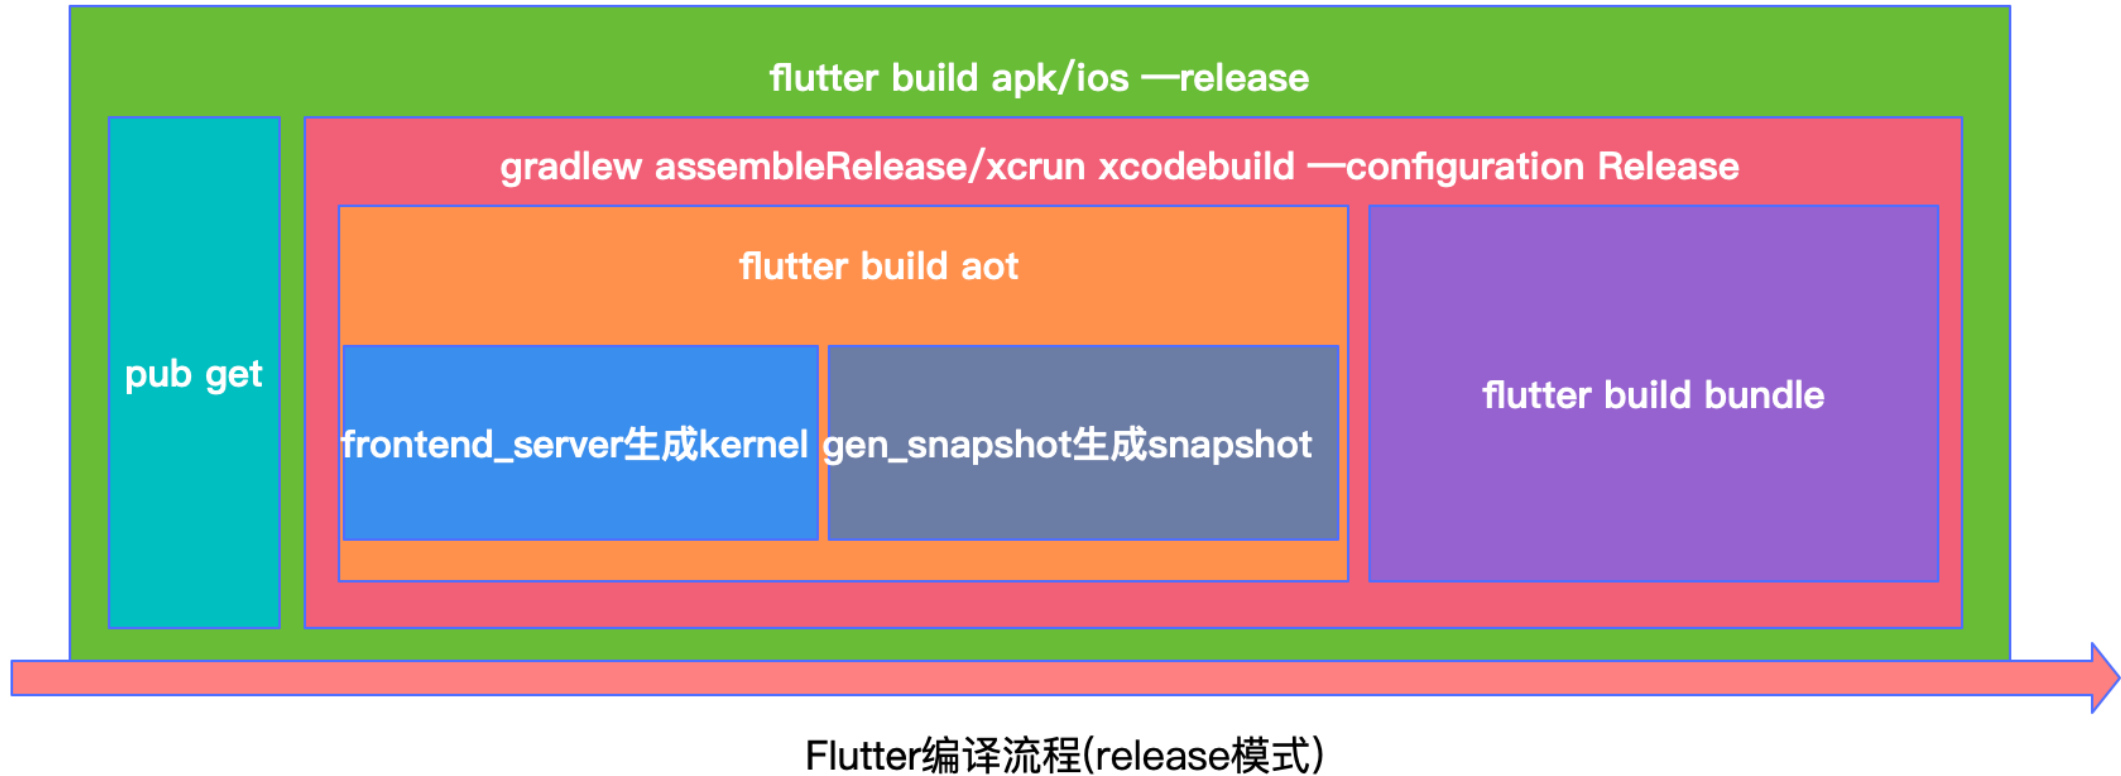 flutter build apk/ios —release
gradlew assembleRelease/xcrun xcodebuild —configuration Release
flutter build aot
pub get
flutter build bundle
frontend_server生成kernel
gen_snapshot生成snapshot
Flutter编译流程(release模式)